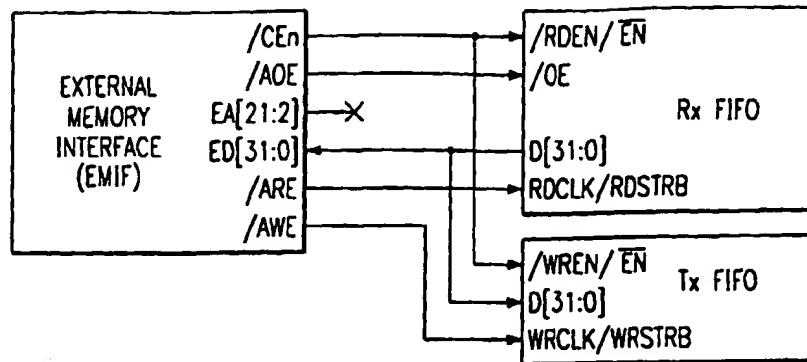 EXTERNAL
MEMORY
INTERFACE
(EMIF)
/CEn
/AOE
EA[21:2]
ED[31:0]
/ARE
/AWE
/RDEN/EN
/OE
Rx FIFO
D[31:0]
RDCLK/RDSTRB
/WREN/EN
Tx FIFO
D[31:0]
WRCLK/WRSTRB